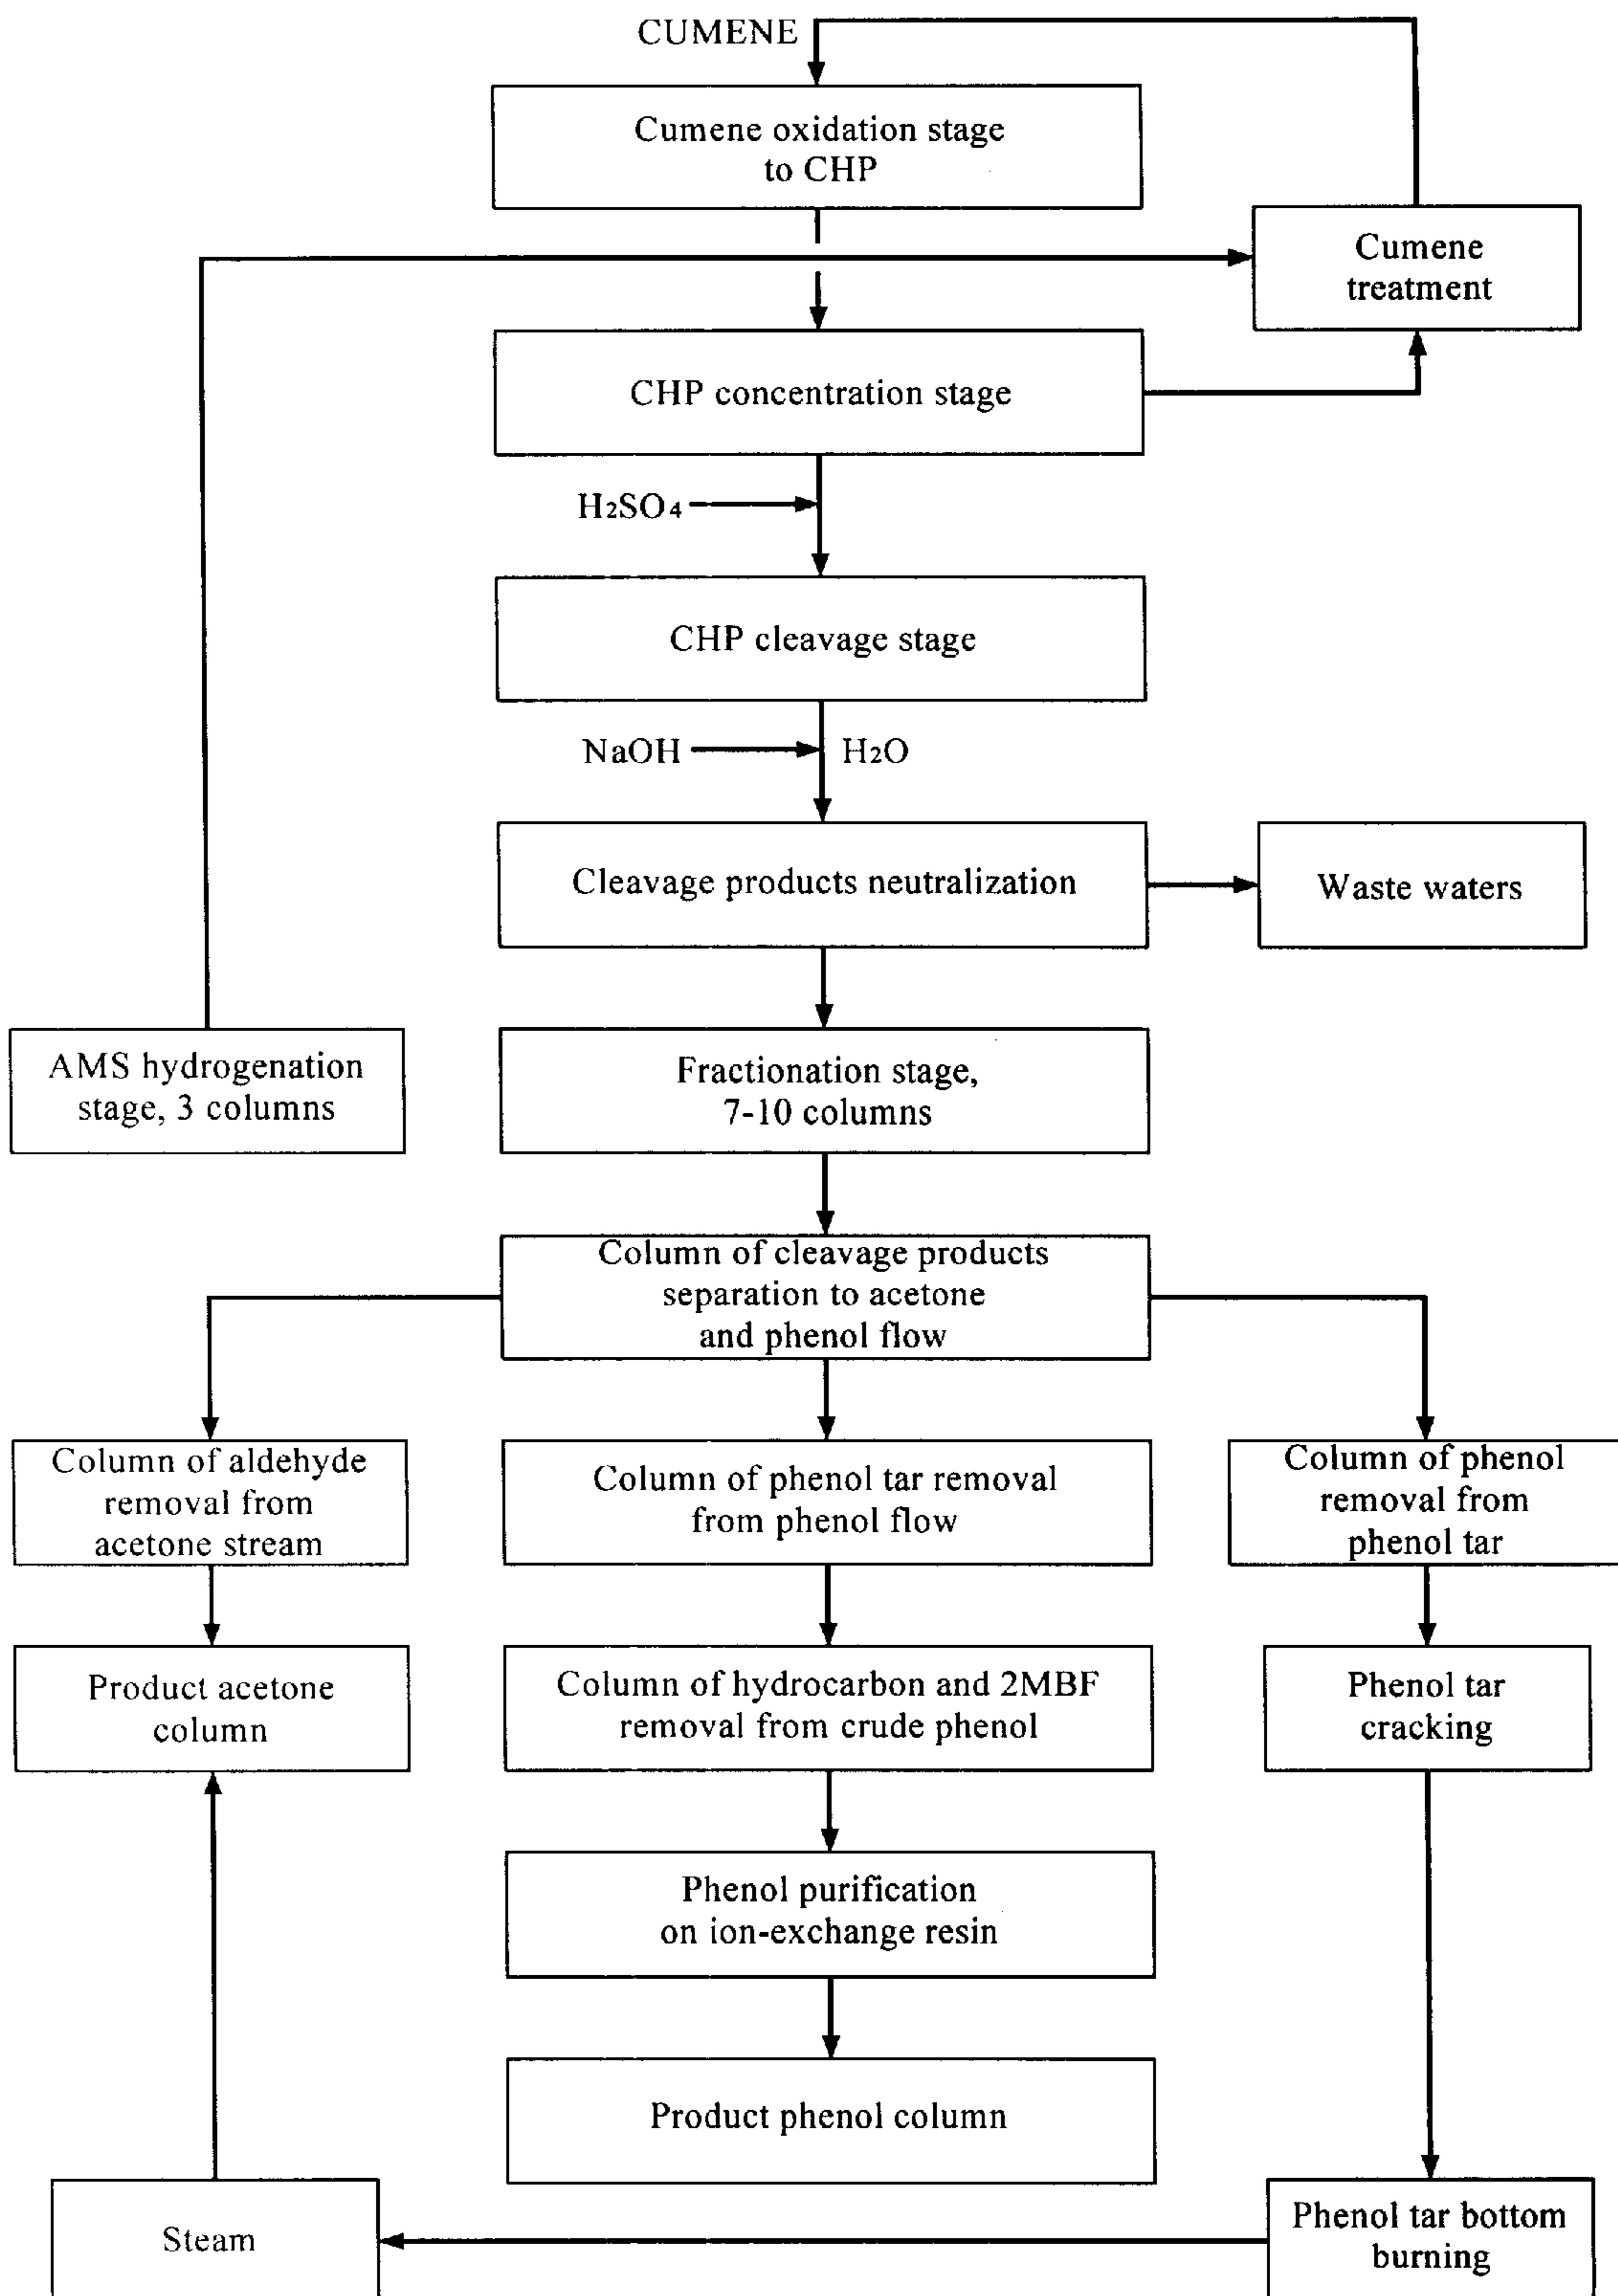 CUMENE
Cumene oxidation stage
to CHP
Cumene
treatment
CHP concentration stage
H₂SO₄
CHP cleavage stage
NaOH
H₂O
Cleavage products neutralization
Waste waters
AMS hydrogenation
stage, 3 columns
Fractionation stage,
7-10 columns
Column of cleavage products
separation to acetone
and phenol flow
Column of aldehyde
removal from
acetone stream
Column of phenol tar removal
from phenol flow
Column of phenol
removal from
phenol tar
Product acetone
column
Column of hydrocarbon and 2MBF
removal from crude phenol
Phenol tar
cracking
Phenol purification
on ion-exchange resin
Product phenol column
Steam
Phenol tar bottom
burning